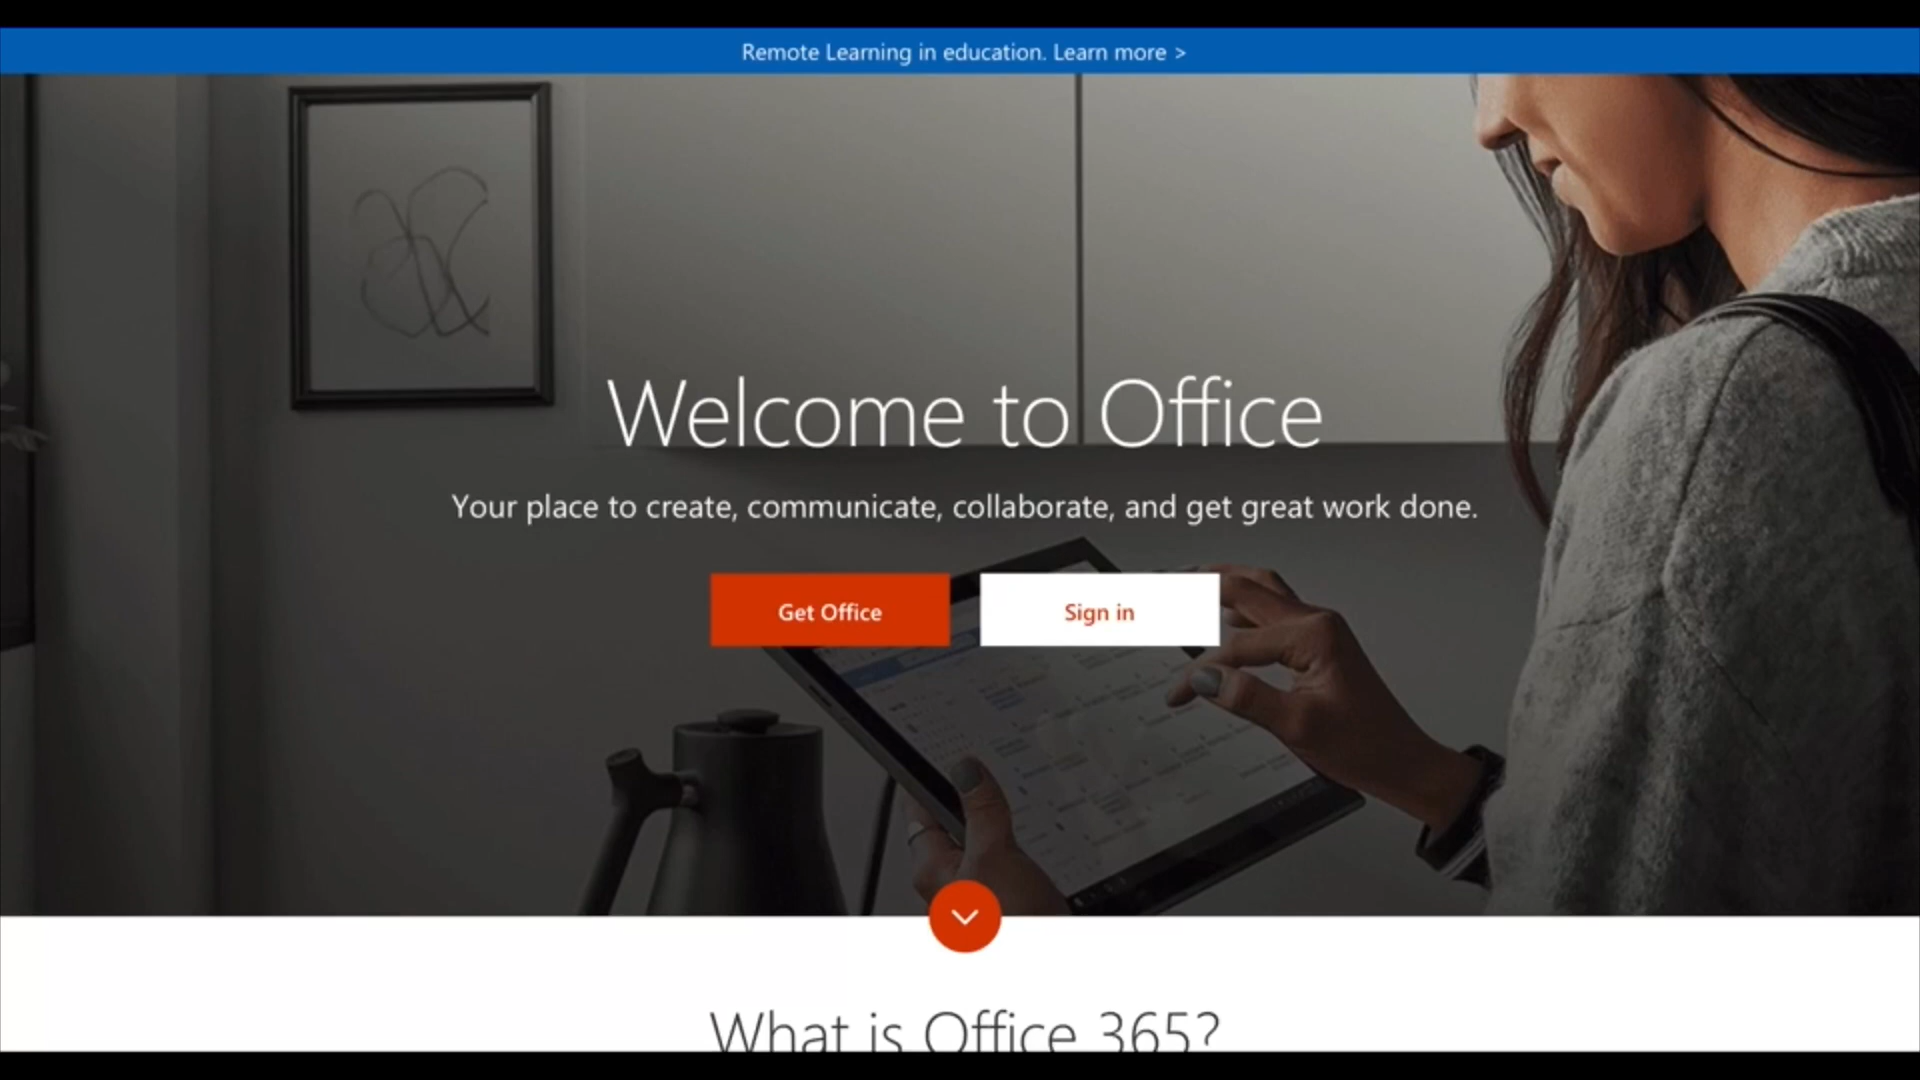 Remote Learning in education. Learn more >
Welcome to Office
Your place to create, communicate, collaborate, and get great work done.
Get Office
Sign in
What is Office 365?